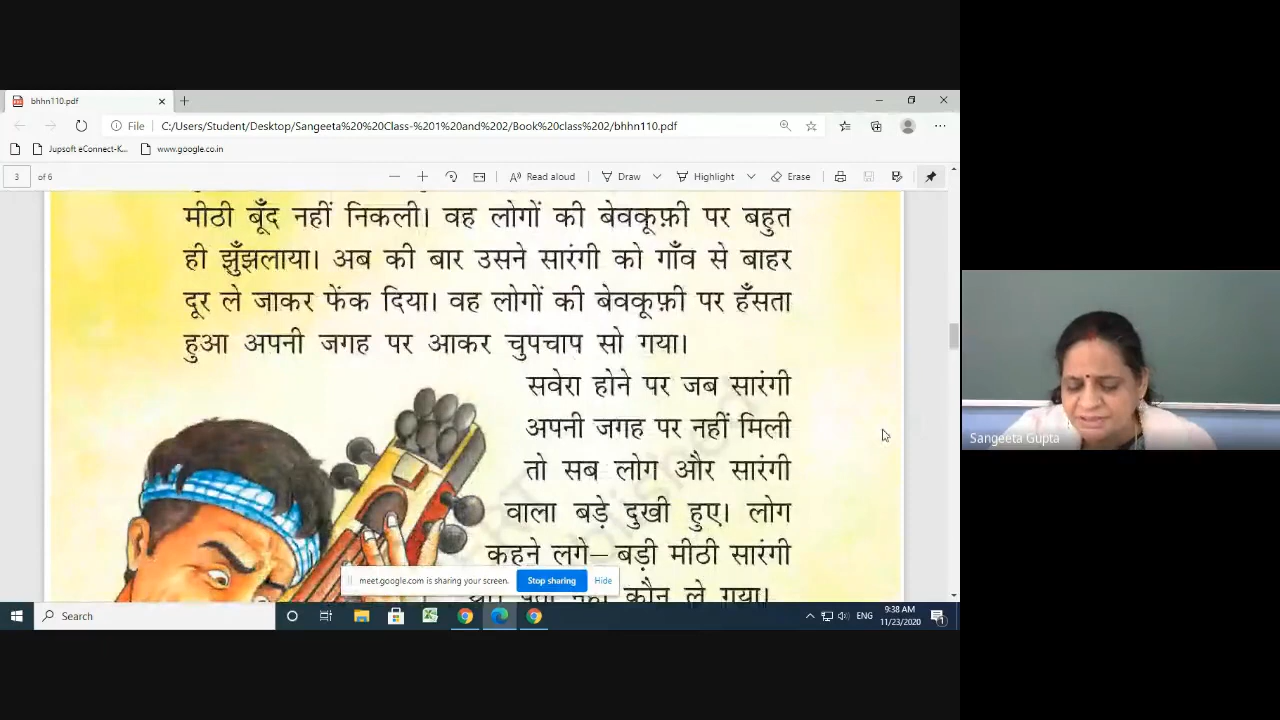 bhhn110.pdf
File C:/Users/Student/Desktop/Sangeeta%20%20Class-%201%20and%202/Book%20class%202/bhhn110.pdf
Jupsoft eConnect-K... www.google.co.in
3 of 6 Read aloud Draw Highlight Erase
मीठी बूँद नहीं निकली। वह लोगों की बेवकूफ़ी पर बहुत
ही झुँझलाया। अब की बार उसने सारंगी को गाँव से बाहर
दूर ले जाकर फेंक दिया। वह लोगों की बेवकूफ़ी पर हँसता
हुआ अपनी जगह पर आकर चुपचाप सो गया।
सवेरा होने पर जब सारंगी
अपनी जगह पर नहीं मिली
तो सब लोग और सारंगी
वाला बड़े दुखी हुए। लोग
कहने लगे– बड़ी मीठी सारंगी
कौन ले गया।
meet.google.com is sharing your screen. Stop sharing Hide
Search
ENG
9:38 AM
11/23/2020
1
Sangeeta Gupta